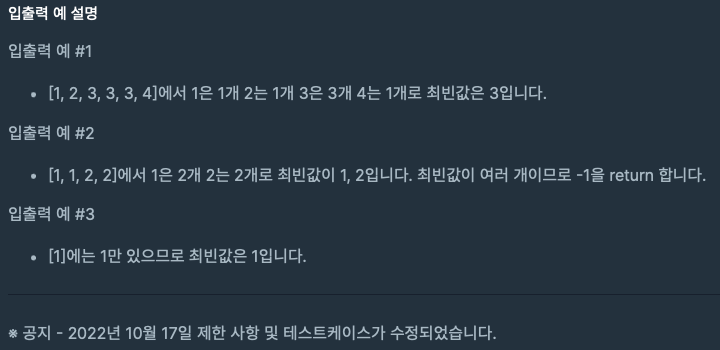 입출력 예 설명
입출력 예 #1
• [1, 2, 3, 3, 3, 4]에서 1은 1개 2는 1개 3은 3개 4는 1개로 최빈값은 3입니다.
입출력 예 #2
• [1, 1, 2, 2]에서 1은 2개 2는 2개로 최빈값이 1, 2입니다. 최빈값이 여러 개이므로 -1을 return 합니다.
입출력 예 #3
• [1]에는 1만 있으므로 최빈값은 1입니다.
※ 공지 - 2022년 10월 17일 제한 사항 및 테스트케이스가 수정되었습니다.